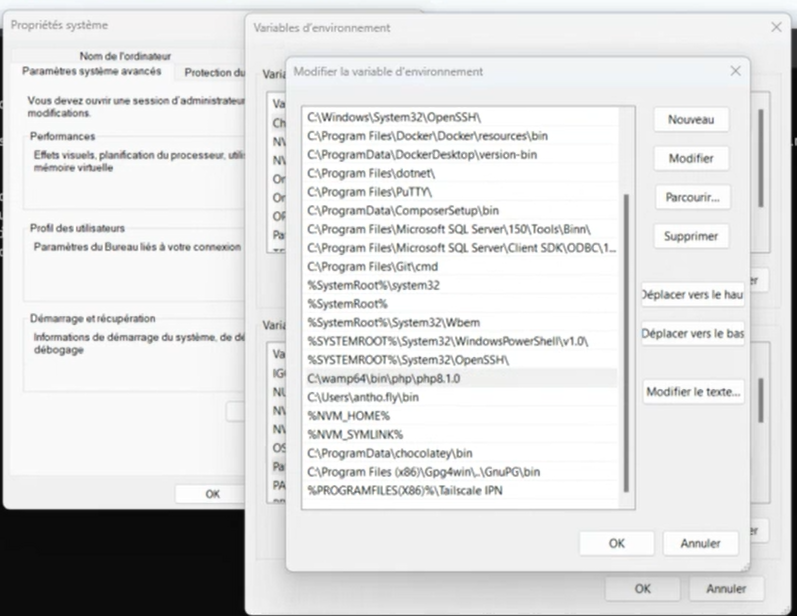 Propriétés système
Nom de l'ordinateur
Paramètres système avancés
Protection du
Vous devez ouvrir une session d'administrateur
modifications.
Performances
Effets visuels, planification du processeur, utili
mémoire virtuelle
Profil des utilisateurs
Paramètres du Bureau liés à votre connexion
Démarrage et récupération
Informations de démarrage du système, de dé
débogage
OK
Variables d'environnement
Varia
Va
Ch
NV
NV
Or
Or
OF
Pa
Varia
Va
IG
NU
NV
NV
OS
Pa
PA
OK
Annuler
Modifier la variable d'environnement
C:\Windows\System32\OpenSSH\
C:\Program Files\Docker\Docker\resources\bin
C:\ProgramData\DockerDesktop\version-bin
C:\Program Files\dotnet\
C:\Program Files\PuTTY\
C:\ProgramData\ComposerSetup\bin
C:\Program Files\Microsoft SQL Server\150\Tools\Binn\
C:\Program Files\Microsoft SQL Server\Client SDK\ODBC\1...
C:\Program Files\Git\cmd
%SystemRoot%\system32
%SystemRoot%
%SystemRoot%\System32\Wbem
%SYSTEMROOT%\System32\WindowsPowerShell\v1.0\
%SYSTEMROOT%\System32\OpenSSH\
C:\wamp64\bin\php\php8.1.0
C:\Users\antho.fly\bin
%NVM_HOME%
%NVM_SYMLINK%
C:\ProgramData\chocolatey\bin
C:\Program Files (x86)\Gpg4win\..\GnuPG\bin
%PROGRAMFILES(X86)%\Tailscale IPN
Nouveau
Modifier
Parcourir...
Supprimer
Déplacer vers le hau
Déplacer vers le bas
Modifier le texte...
OK
Annuler